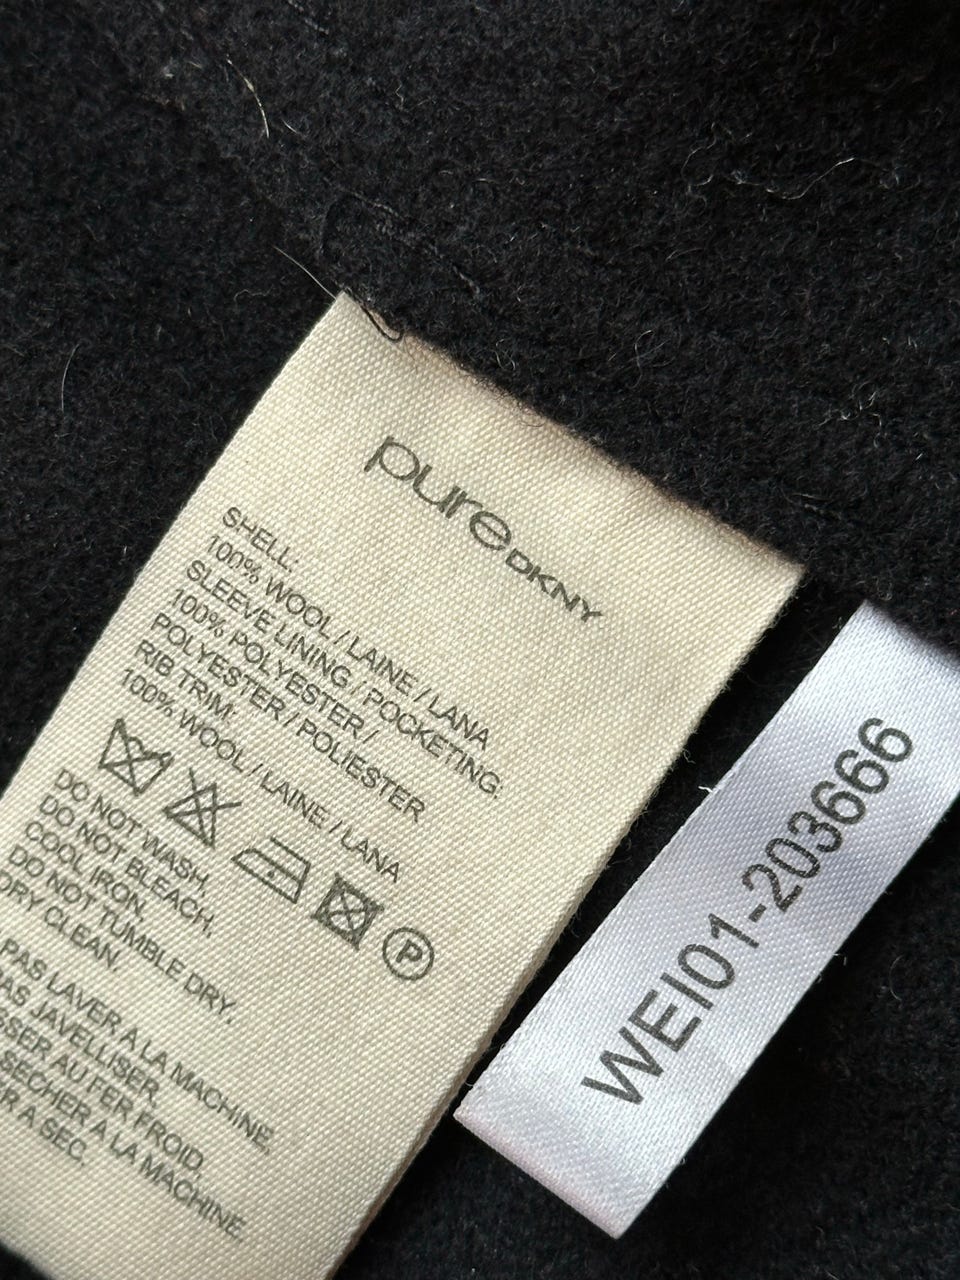 pure DKNY
SHELL:
100% WOOL / LAINE / LANA
SLEEVE LINING / POCKETING:
100% POLYESTER /
POLYESTER / POLIESTER
RIB TRIM:
100% WOOL / LAINE / LANA
P
DO NOT WASH,
DO NOT BLEACH,
COOL IRON,
DO NOT TUMBLE DRY,
DRY CLEAN.
PAS LAVER A LA MACHINE,
PAS JAVELLISER,
AU FER FROID,
SECHER A LA MACHINE
A SEC.
WEI01-203666